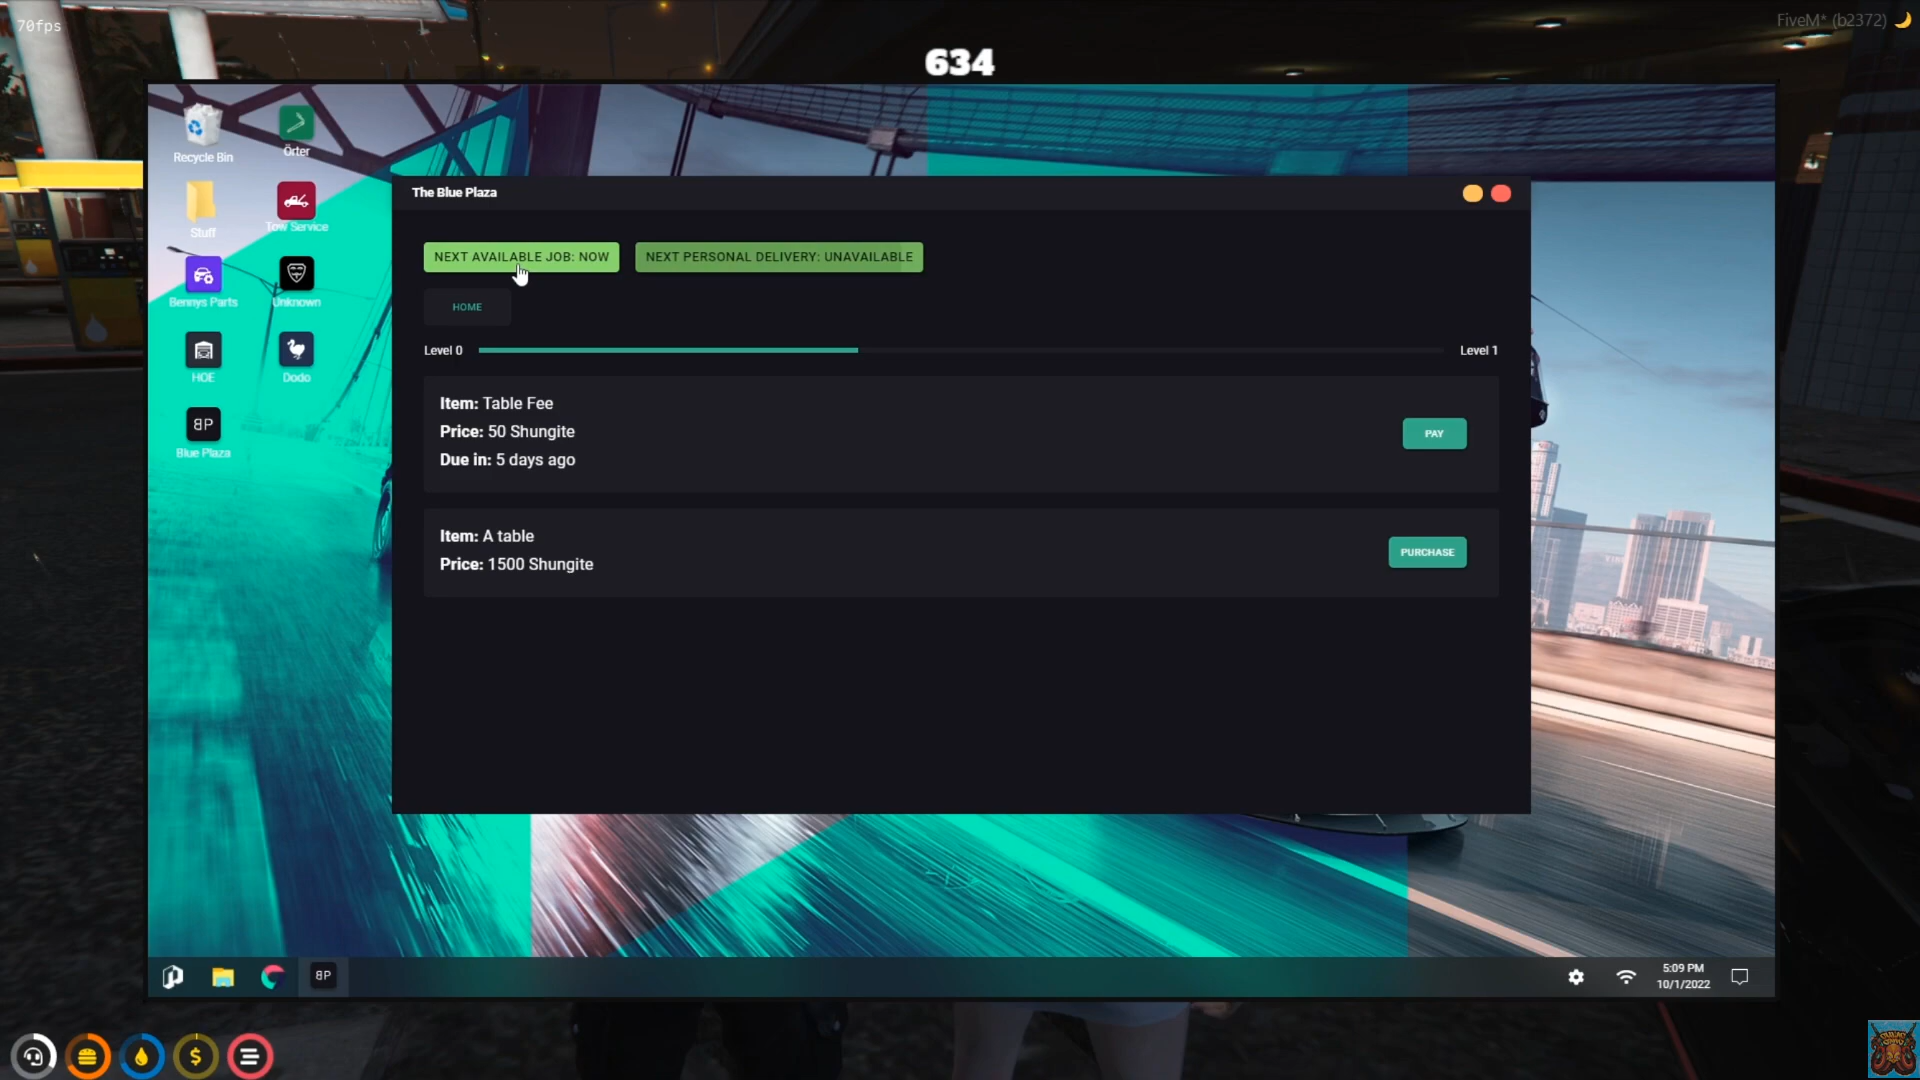 70fps
FiveM* (b2372)
634
Recycle Bin
Örter
Stuff
Tow Service
Bennys Parts
Unknown
HOE
Dodo
BP
Blue Plaza
The Blue Plaza
NEXT AVAILABLE JOB: NOW
NEXT PERSONAL DELIVERY: UNAVAILABLE
HOME
Level 0
Level 1
Item: Table Fee
Price: 50 Shungite
Due in: 5 days ago
PAY
Item: A table
Price: 1500 Shungite
PURCHASE
BP
5:09 PM
10/1/2022